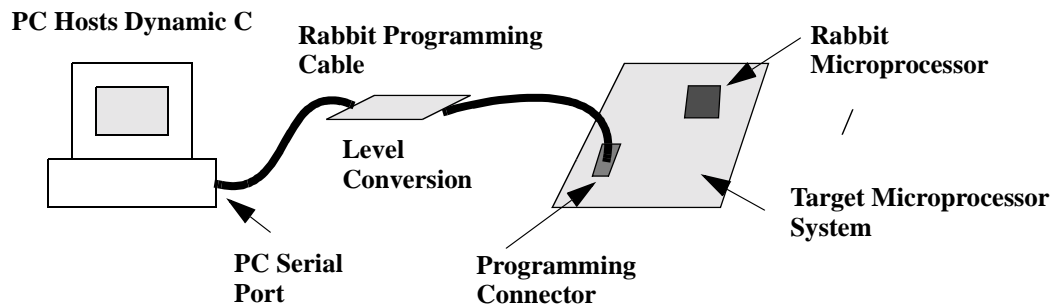 PC Hosts Dynamic C
Rabbit Programming
Cable
Rabbit
Microprocessor
Level
Conversion
Target Microprocessor
System
PC Serial
Port
Programming
Connector